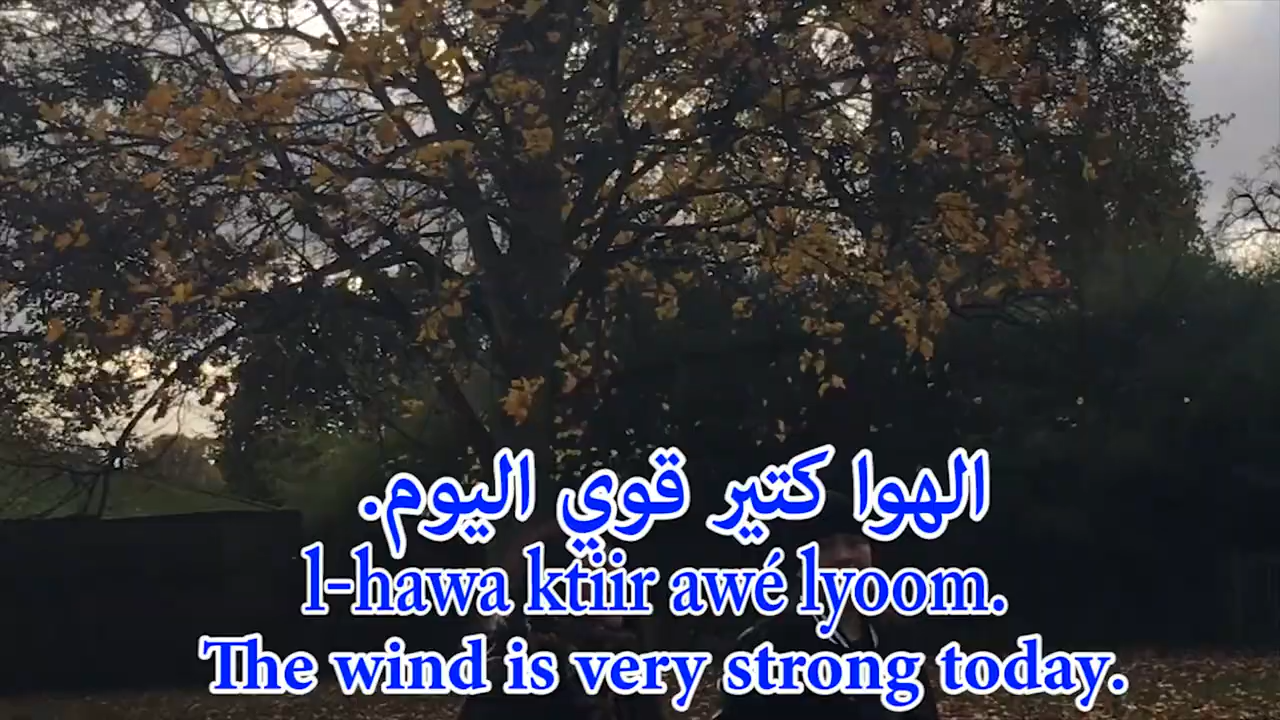 الهوا كتير قوي اليوم.
l-hawa ktiir awé lyoom.
The wind is very strong today.